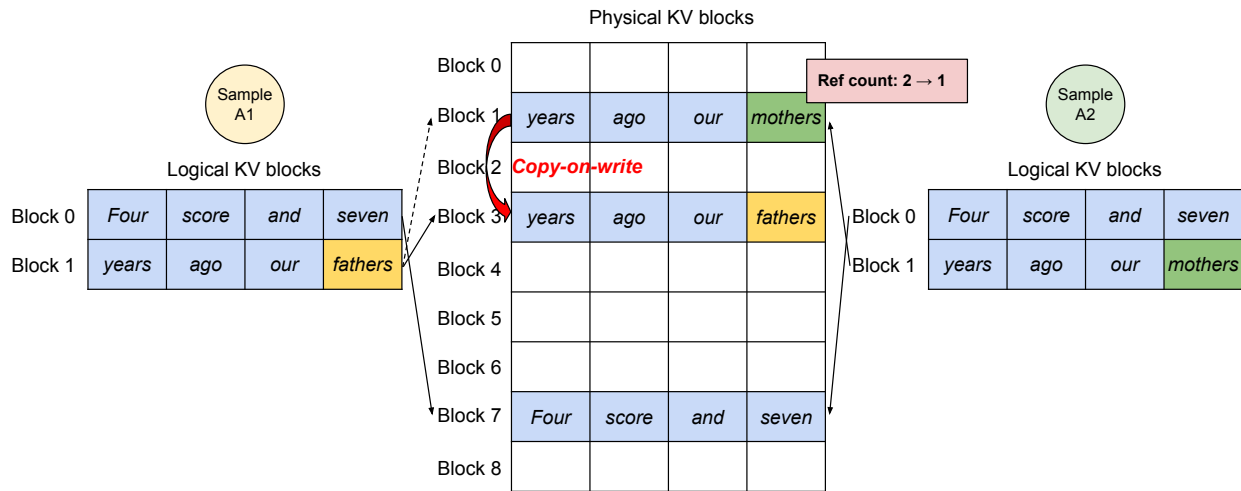 Physical KV blocks
Block 0
Ref count: 2 → 1
Sample
A1
Sample
A2
Block 1 years ago our mothers
Logical KV blocks
Block 2 Copy-on-write
Logical KV blocks
Block 0 Four score and seven
Block 1 years ago our fathers
Block 3 years ago our fathers
Block 4
Block 5
Block 6
Block 7 Four score and seven
Block 8
Block 0 Four score and seven
Block 1 years ago our mothers